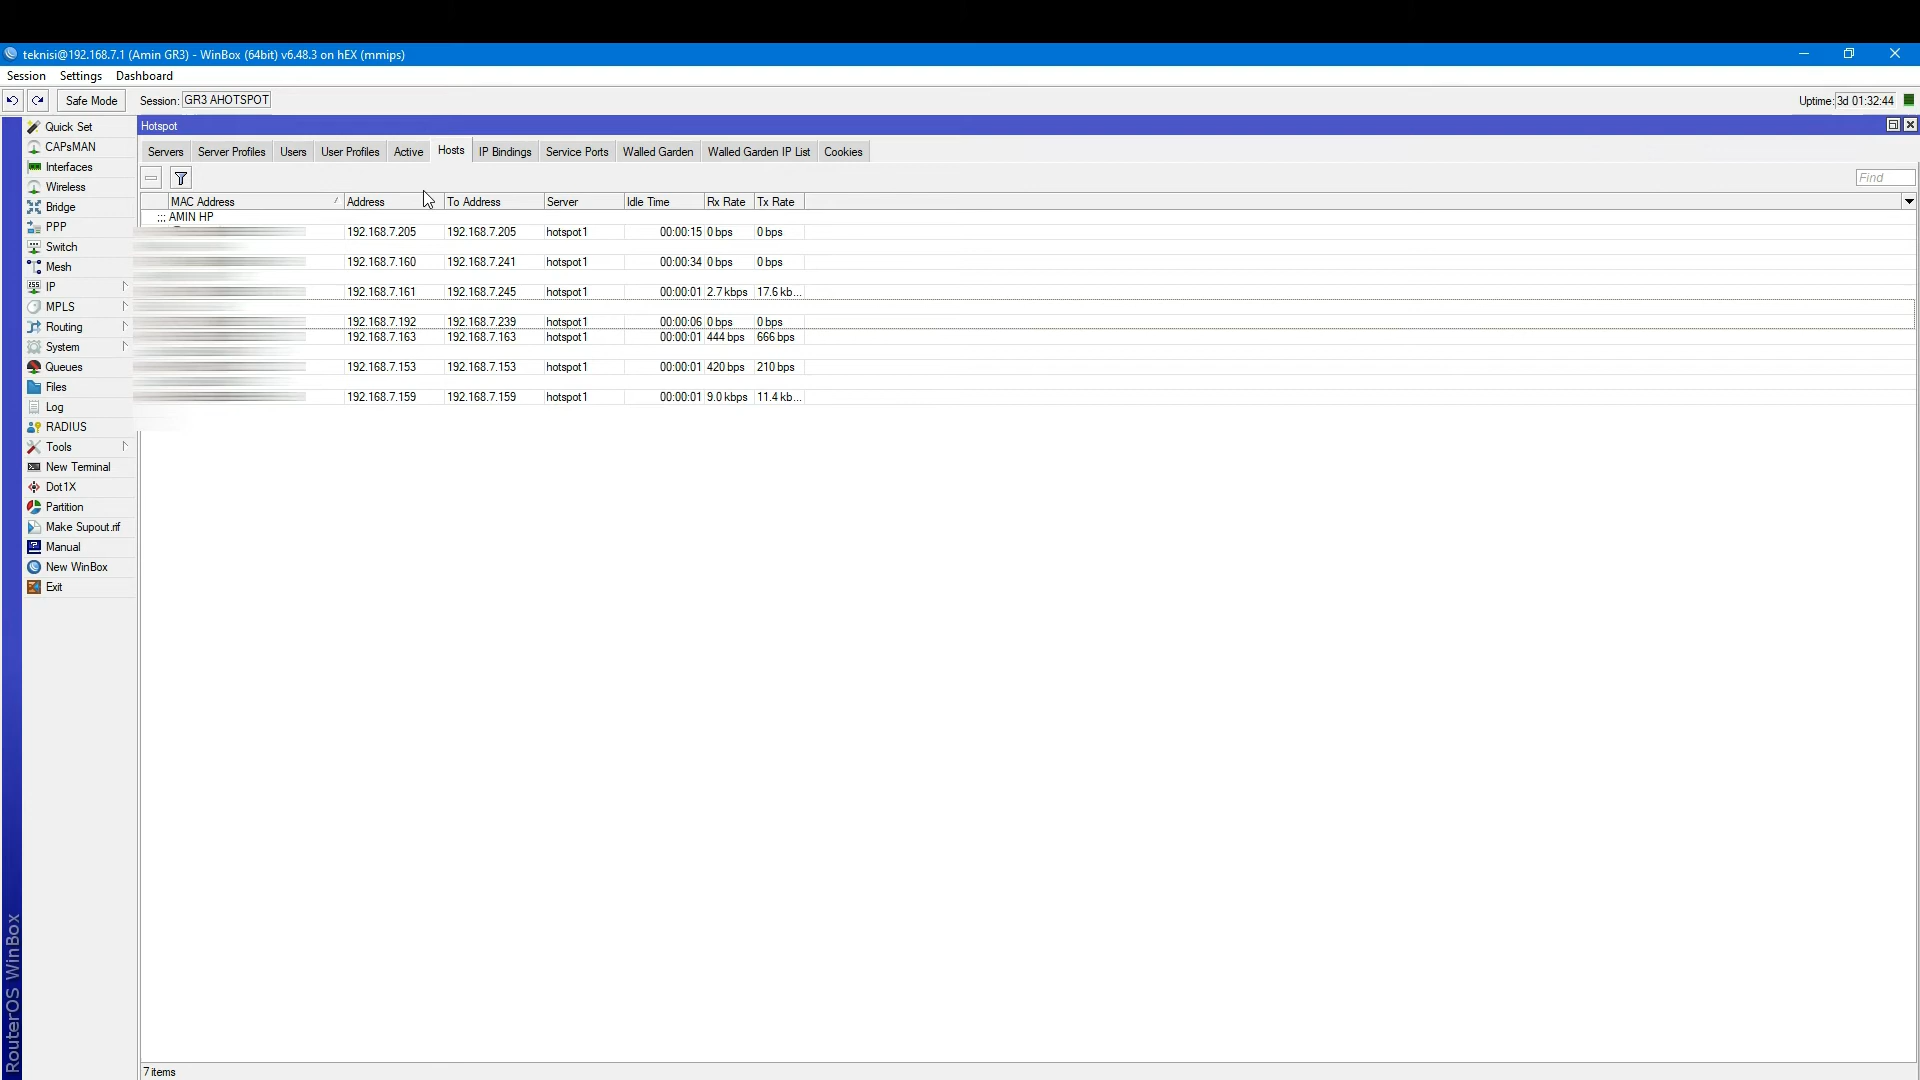 teknisi@192.168.7.1 (Amin GR3) - WinBox (64bit) v6.48.3 on hEX (mmips)
Session Settings Dashboard
Safe Mode Session: GR3 AHOTSPOT Uptime: 3d 01:32:44
Hotspot
Servers Server Profiles Users User Profiles Active Hosts IP Bindings Service Ports Walled Garden Walled Garden IP List Cookies
Find
MAC Address Address To Address Server Idle Time Rx Rate Tx Rate
;;; AMIN HP
192.168.7.205 192.168.7.205 hotspot1 00:00:15 0 bps 0 bps
192.168.7.160 192.168.7.241 hotspot1 00:00:34 0 bps 0 bps
192.168.7.161 192.168.7.245 hotspot1 00:00:01 2.7 kbps 17.6 kb...
192.168.7.192 192.168.7.239 hotspot1 00:00:06 0 bps 0 bps
192.168.7.163 192.168.7.163 hotspot1 00:00:01 444 bps 666 bps
192.168.7.153 192.168.7.153 hotspot1 00:00:01 420 bps 210 bps
192.168.7.159 192.168.7.159 hotspot1 00:00:01 9.0 kbps 11.4 kb...
Quick Set
CAPsMAN
Interfaces
Wireless
Bridge
PPP
Switch
Mesh
IP
MPLS
Routing
System
Queues
Files
Log
RADIUS
Tools
New Terminal
Dot1X
Partition
Make Supout.rif
Manual
New WinBox
Exit
RouterOS WinBox
7 items